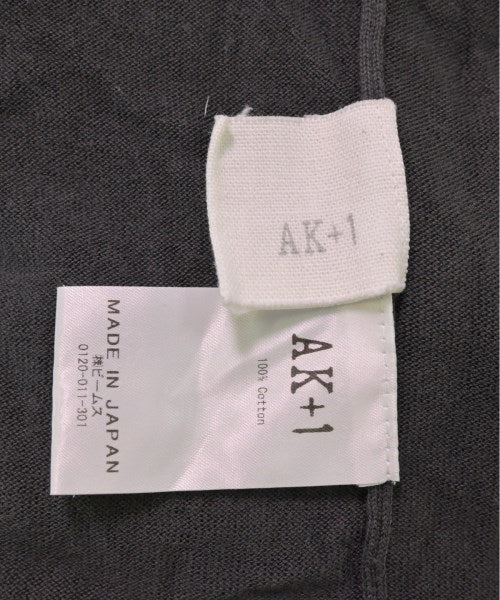 AK+1
AK+1
100% Cotton
MADE IN JAPAN
㈱ビームス
0120-011-301